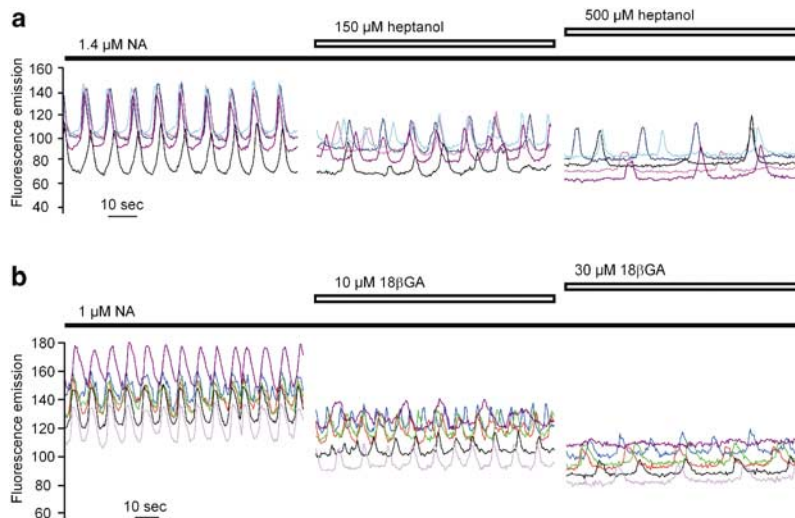 a
1.4 µM NA
150 µM heptanol
500 µM heptanol
Fluorescence emission
160
140
120
100
80
60
40
10 sec
b
1 µM NA
10 µM 18βGA
30 µM 18βGA
Fluorescence emission
180
160
140
120
100
80
60
10 sec